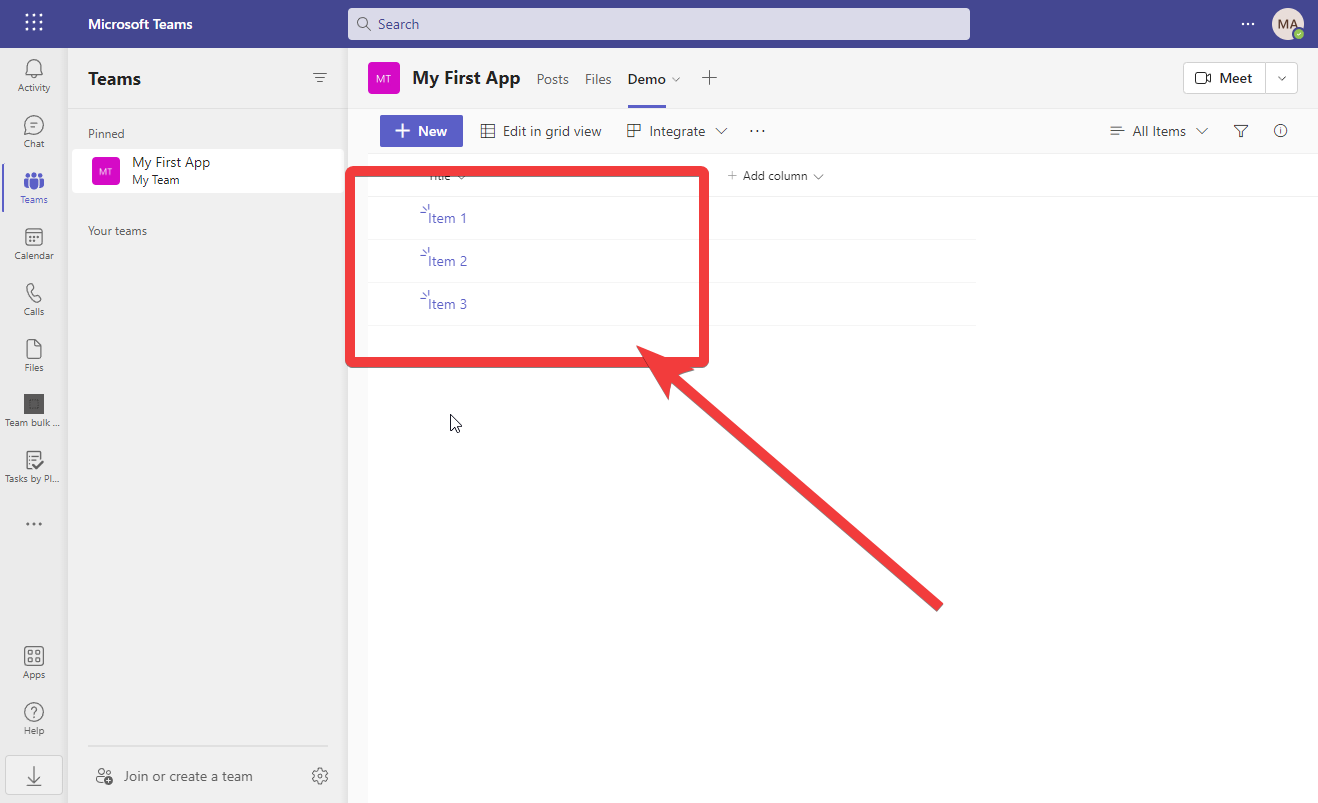 Microsoft Teams
Search
MA
Activity
Chat
Teams
Calendar
Calls
Files
Team bulk ...
Tasks by Pl...
Apps
Help
Teams
Pinned
MT
My First App
My Team
Your teams
Join or create a team
MT My First App Posts Files Demo
Meet
New Edit in grid view Integrate
All Items
Title
Add column
Item 1
Item 2
Item 3